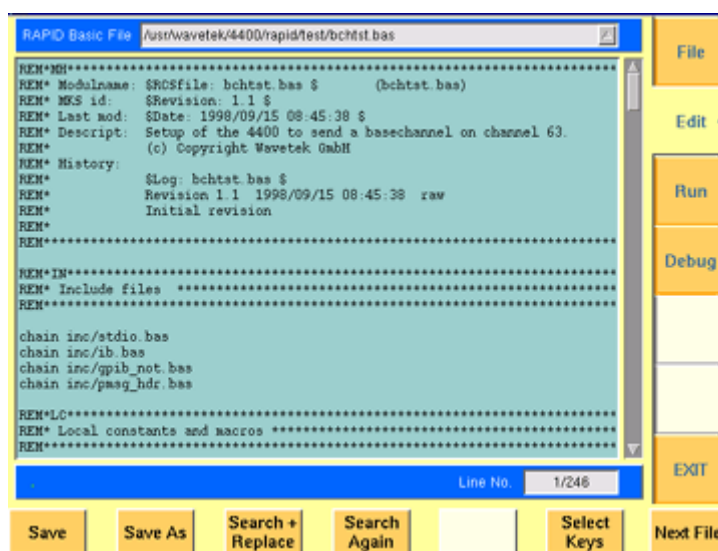 RAPID Basic File /usr/wavetek/4400/rapid/test/bchtst.bas
File
Edit
Run
Debug
EXIT
REM*MH**********************************************************************
REM* Modulname: $RCSfile: bchtst.bas $ (bchtst.bas)
REM* MKS id: $Revision: 1.1 $
REM* Last mod: $Date: 1998/09/15 08:45:38 $
REM* Descript: Setup of the 4400 to send a basechannel on channel 63.
REM* (c) Copyright Wavetek GmbH
REM* History:
REM* $Log: bchtst.bas $
REM* Revision 1.1 1998/09/15 08:45:38 raw
REM* Initial revision
REM*
REM*************************************************************************
REM*IN**********************************************************************
REM* Include files *******************************************************
REM*************************************************************************
chain inc/stdio.bas
chain inc/ib.bas
chain inc/gpib_not.bas
chain inc/pmsg_hdr.bas
REM*LC**********************************************************************
REM* Local constants and macros ******************************************
REM*************************************************************************
Line No. 1/246
Save
Save As
Search + Replace
Search Again
Select Keys
Next File